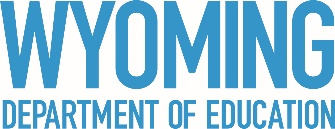 WYOMING
DEPARTMENT OF EDUCATION